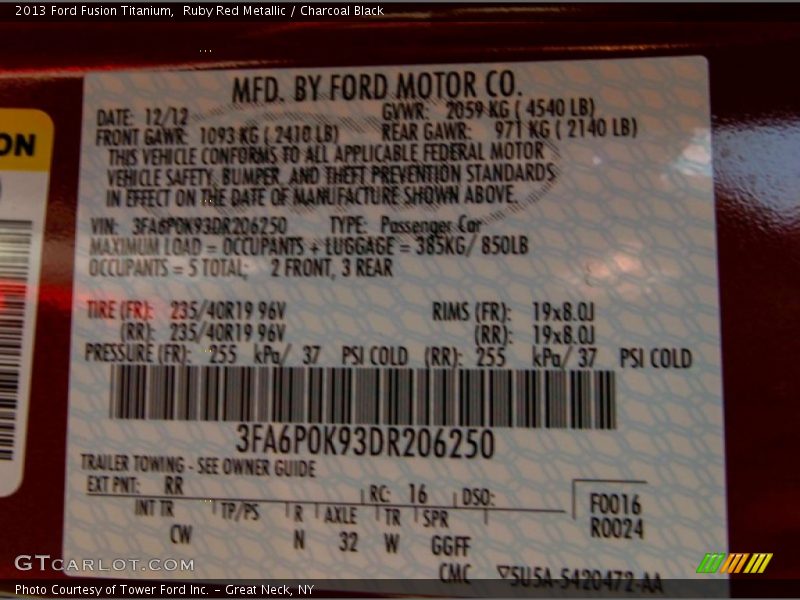 2013 Ford Fusion Titanium,  Ruby Red Metallic / Charcoal Black
ON
MFD. BY FORD MOTOR CO.
DATE: 12/12 GVWR: 2059 KG ( 4540 LB)
FRONT GAWR: 1093 KG ( 2410 LB) REAR GAWR: 971 KG ( 2140 LB)
THIS VEHICLE CONFORMS TO ALL APPLICABLE FEDERAL MOTOR
VEHICLE SAFETY, BUMPER, AND THEFT PREVENTION STANDARDS
IN EFFECT ON THE DATE OF MANUFACTURE SHOWN ABOVE.
VIN: 3FA6P0K93DR206250 TYPE: Passenger Car
MAXIMUM LOAD = OCCUPANTS + LUGGAGE = 385KG/ 850LB
OCCUPANTS = 5 TOTAL; 2 FRONT, 3 REAR
TIRE (FR): 235/40R19 96V RIMS (FR): 19x8.0J
(RR): 235/40R19 96V (RR): 19x8.0J
PRESSURE (FR): 255 kPa/ 37 PSI COLD (RR): 255 kPa/ 37 PSI COLD
3FA6P0K93DR206250
TRAILER TOWING - SEE OWNER GUIDE
EXT PNT: RR RC: 16 DSO: F0016
INT TR TP/PS R AXLE TR SPR R0024
CW N 32 W GGFF
CMC ▽5U5A-5420472-AA
GTcarlot.com
Photo Courtesy of Tower Ford Inc. – Great Neck, NY